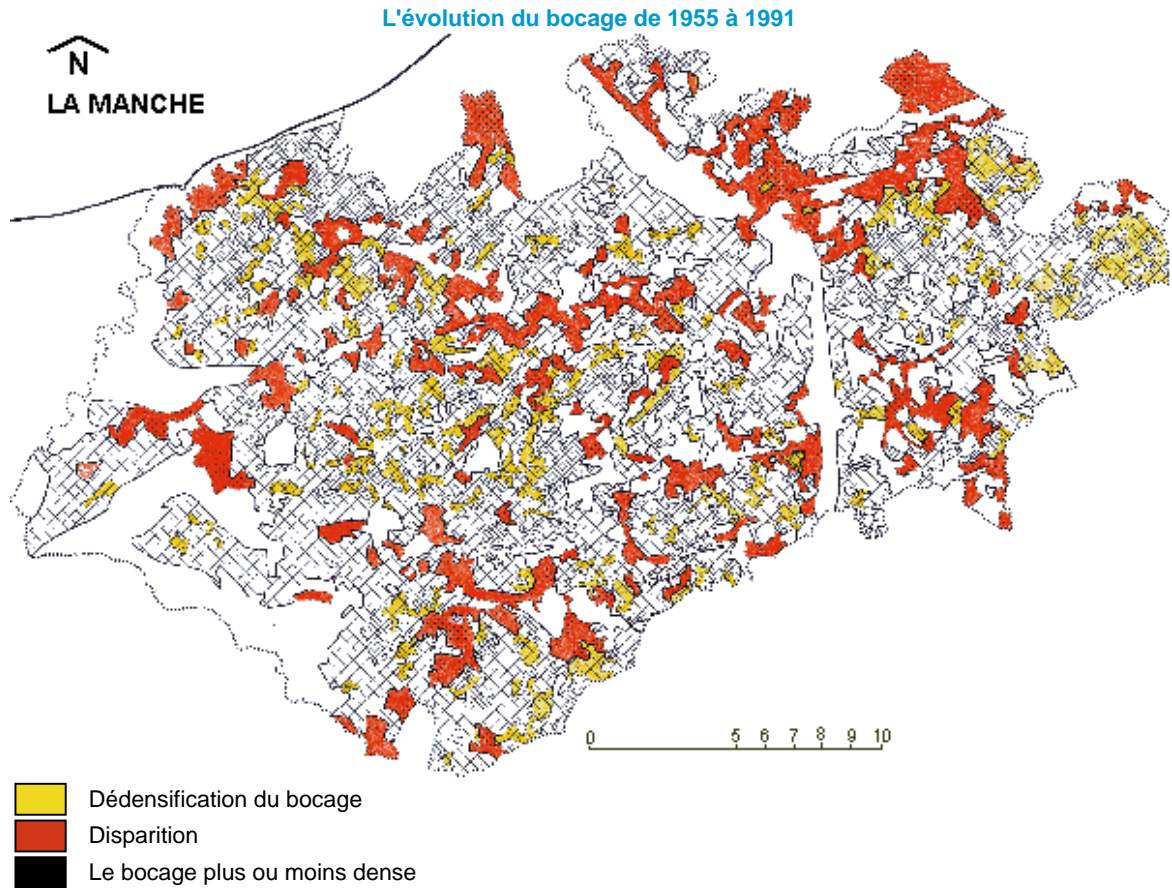 L'évolution du bocage de 1955 à 1991
N
LA MANCHE
0 5 6 7 8 9 10
Dédensification du bocage
Disparition
Le bocage plus ou moins dense